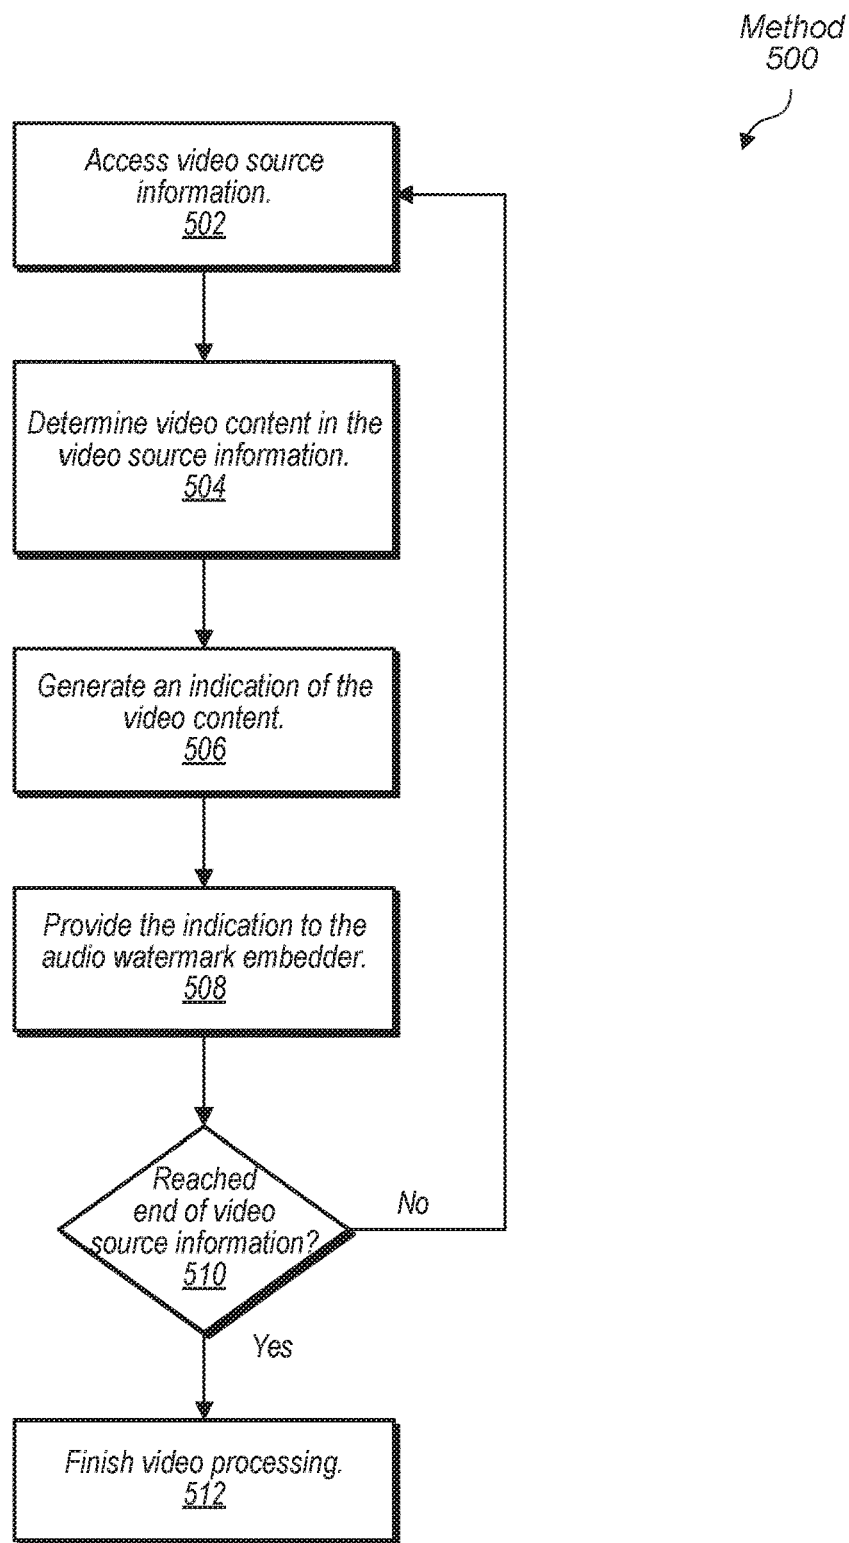 Method
500
Access video source
information.
502
Determine video content in the
video source information.
504
Generate an indication of the
video content.
506
Provide the indication to the
audio watermark embedder.
508
Reached
end of video
source information?
510
No
Yes
Finish video processing.
512